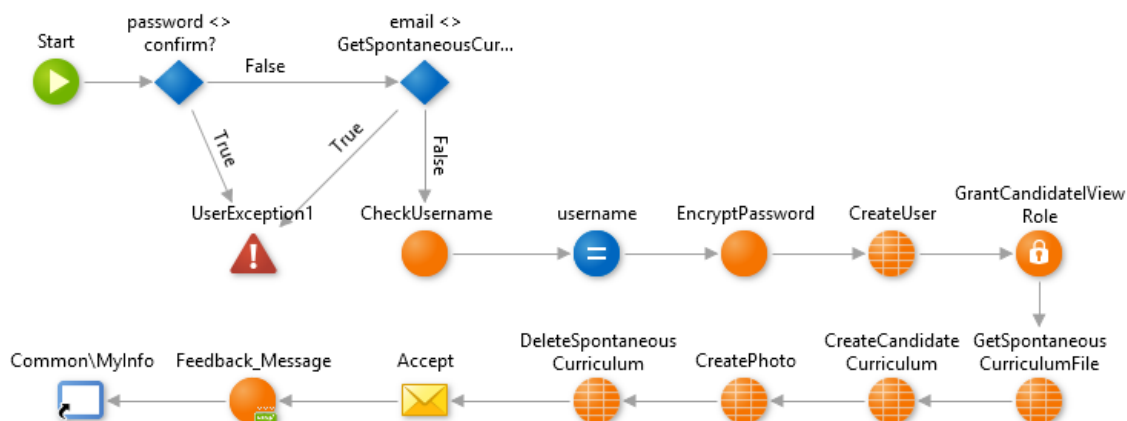 password <>
confirm?
email <>
GetSpontaneousCur...
Start
False
True
True
False
UserException1
CheckUsername
username
EncryptPassword
CreateUser
GrantCandidateIView
Role
Common\MyInfo
Feedback_Message
Accept
DeleteSpontaneous
Curriculum
CreatePhoto
CreateCandidate
Curriculum
GetSpontaneous
CurriculumFile